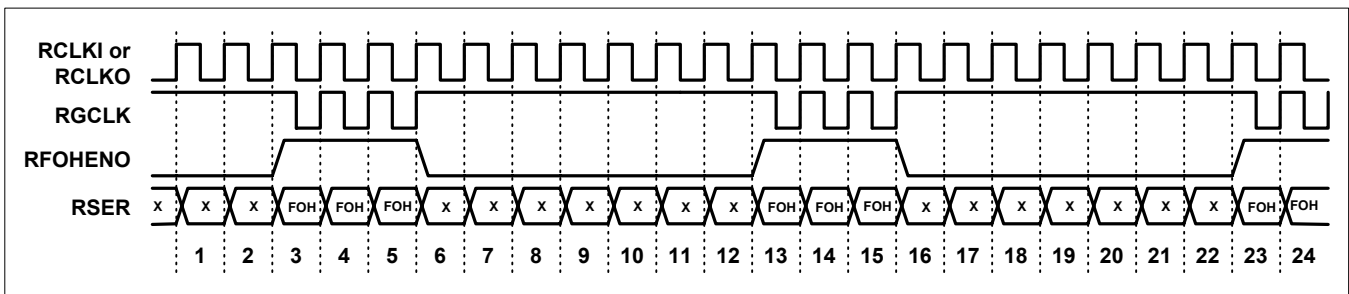 RCLKI or
RCLKO
RGCLK
RFOHENO
RSER X X X FOH FOH FOH X X X X X X X FOH FOH FOH X X X X X X X FOH FOH
1 2 3 4 5 6 7 8 9 10 11 12 13 14 15 16 17 18 19 20 21 22 23 24